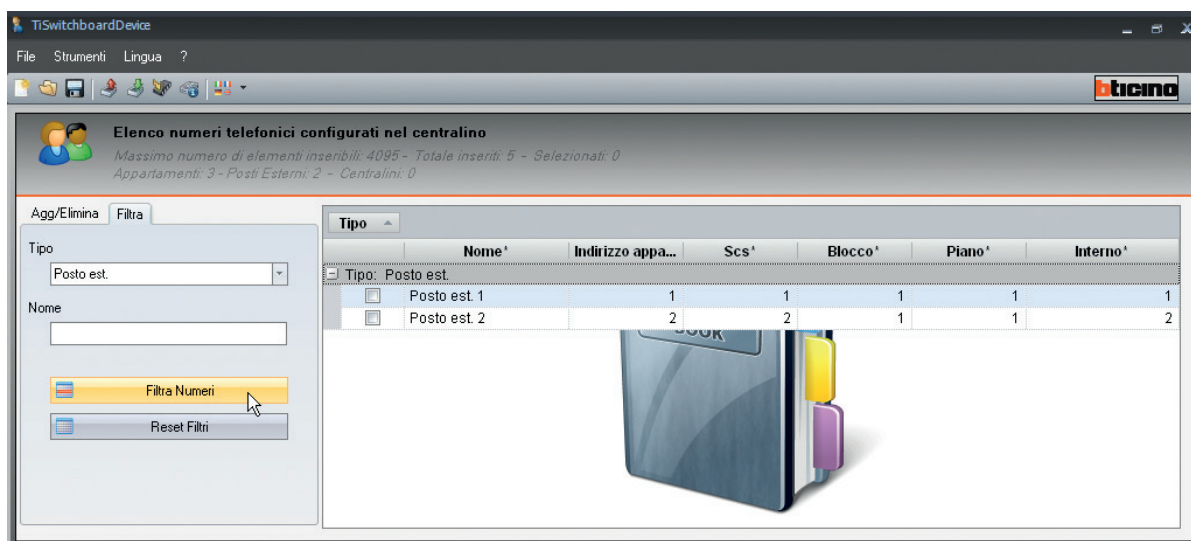 TiSwitchboardDevice
File Strumenti Lingua ?
bticino
Elenco numeri telefonici configurati nel centralino
Massimo numero di elementi inseribili: 4095 - Totale inseriti: 5 - Selezionati: 0
Appartamenti: 3 - Posti Esterni: 2 - Centralini: 0
Agg/Elimina Filtra
Tipo
Posto est.
Nome
Filtra Numeri
Reset Filtri
Tipo
Nome* Indirizzo appa... Scs* Blocco* Piano* Interno*
Tipo: Posto est.
Posto est. 1 1 1 1 1 1
Posto est. 2 2 2 1 1 2
BOOK